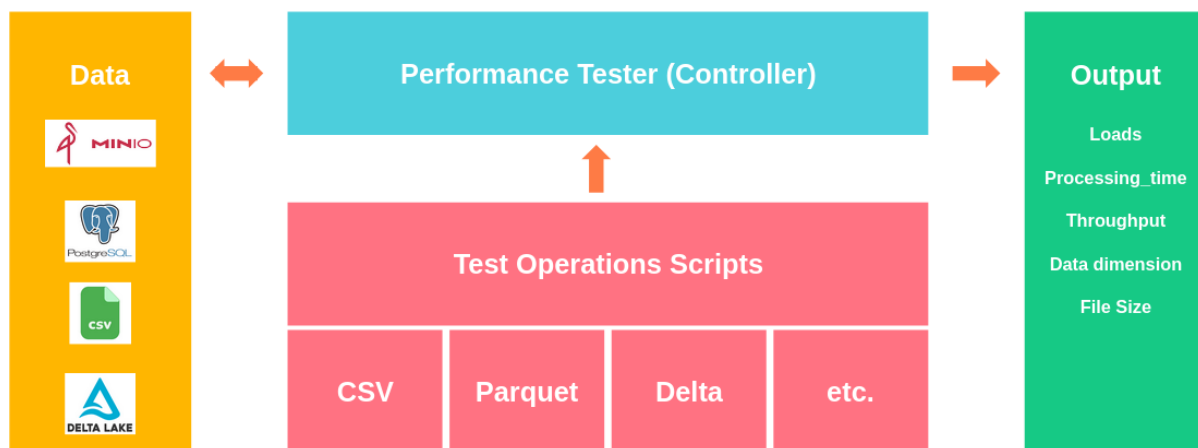 Data
MINIO
PostgreSQL
CSV
DELTA LAKE
Performance Tester (Controller)
Test Operations Scripts
CSV
Parquet
Delta
etc.
Output
Loads
Processing_time
Throughput
Data dimension
File Size